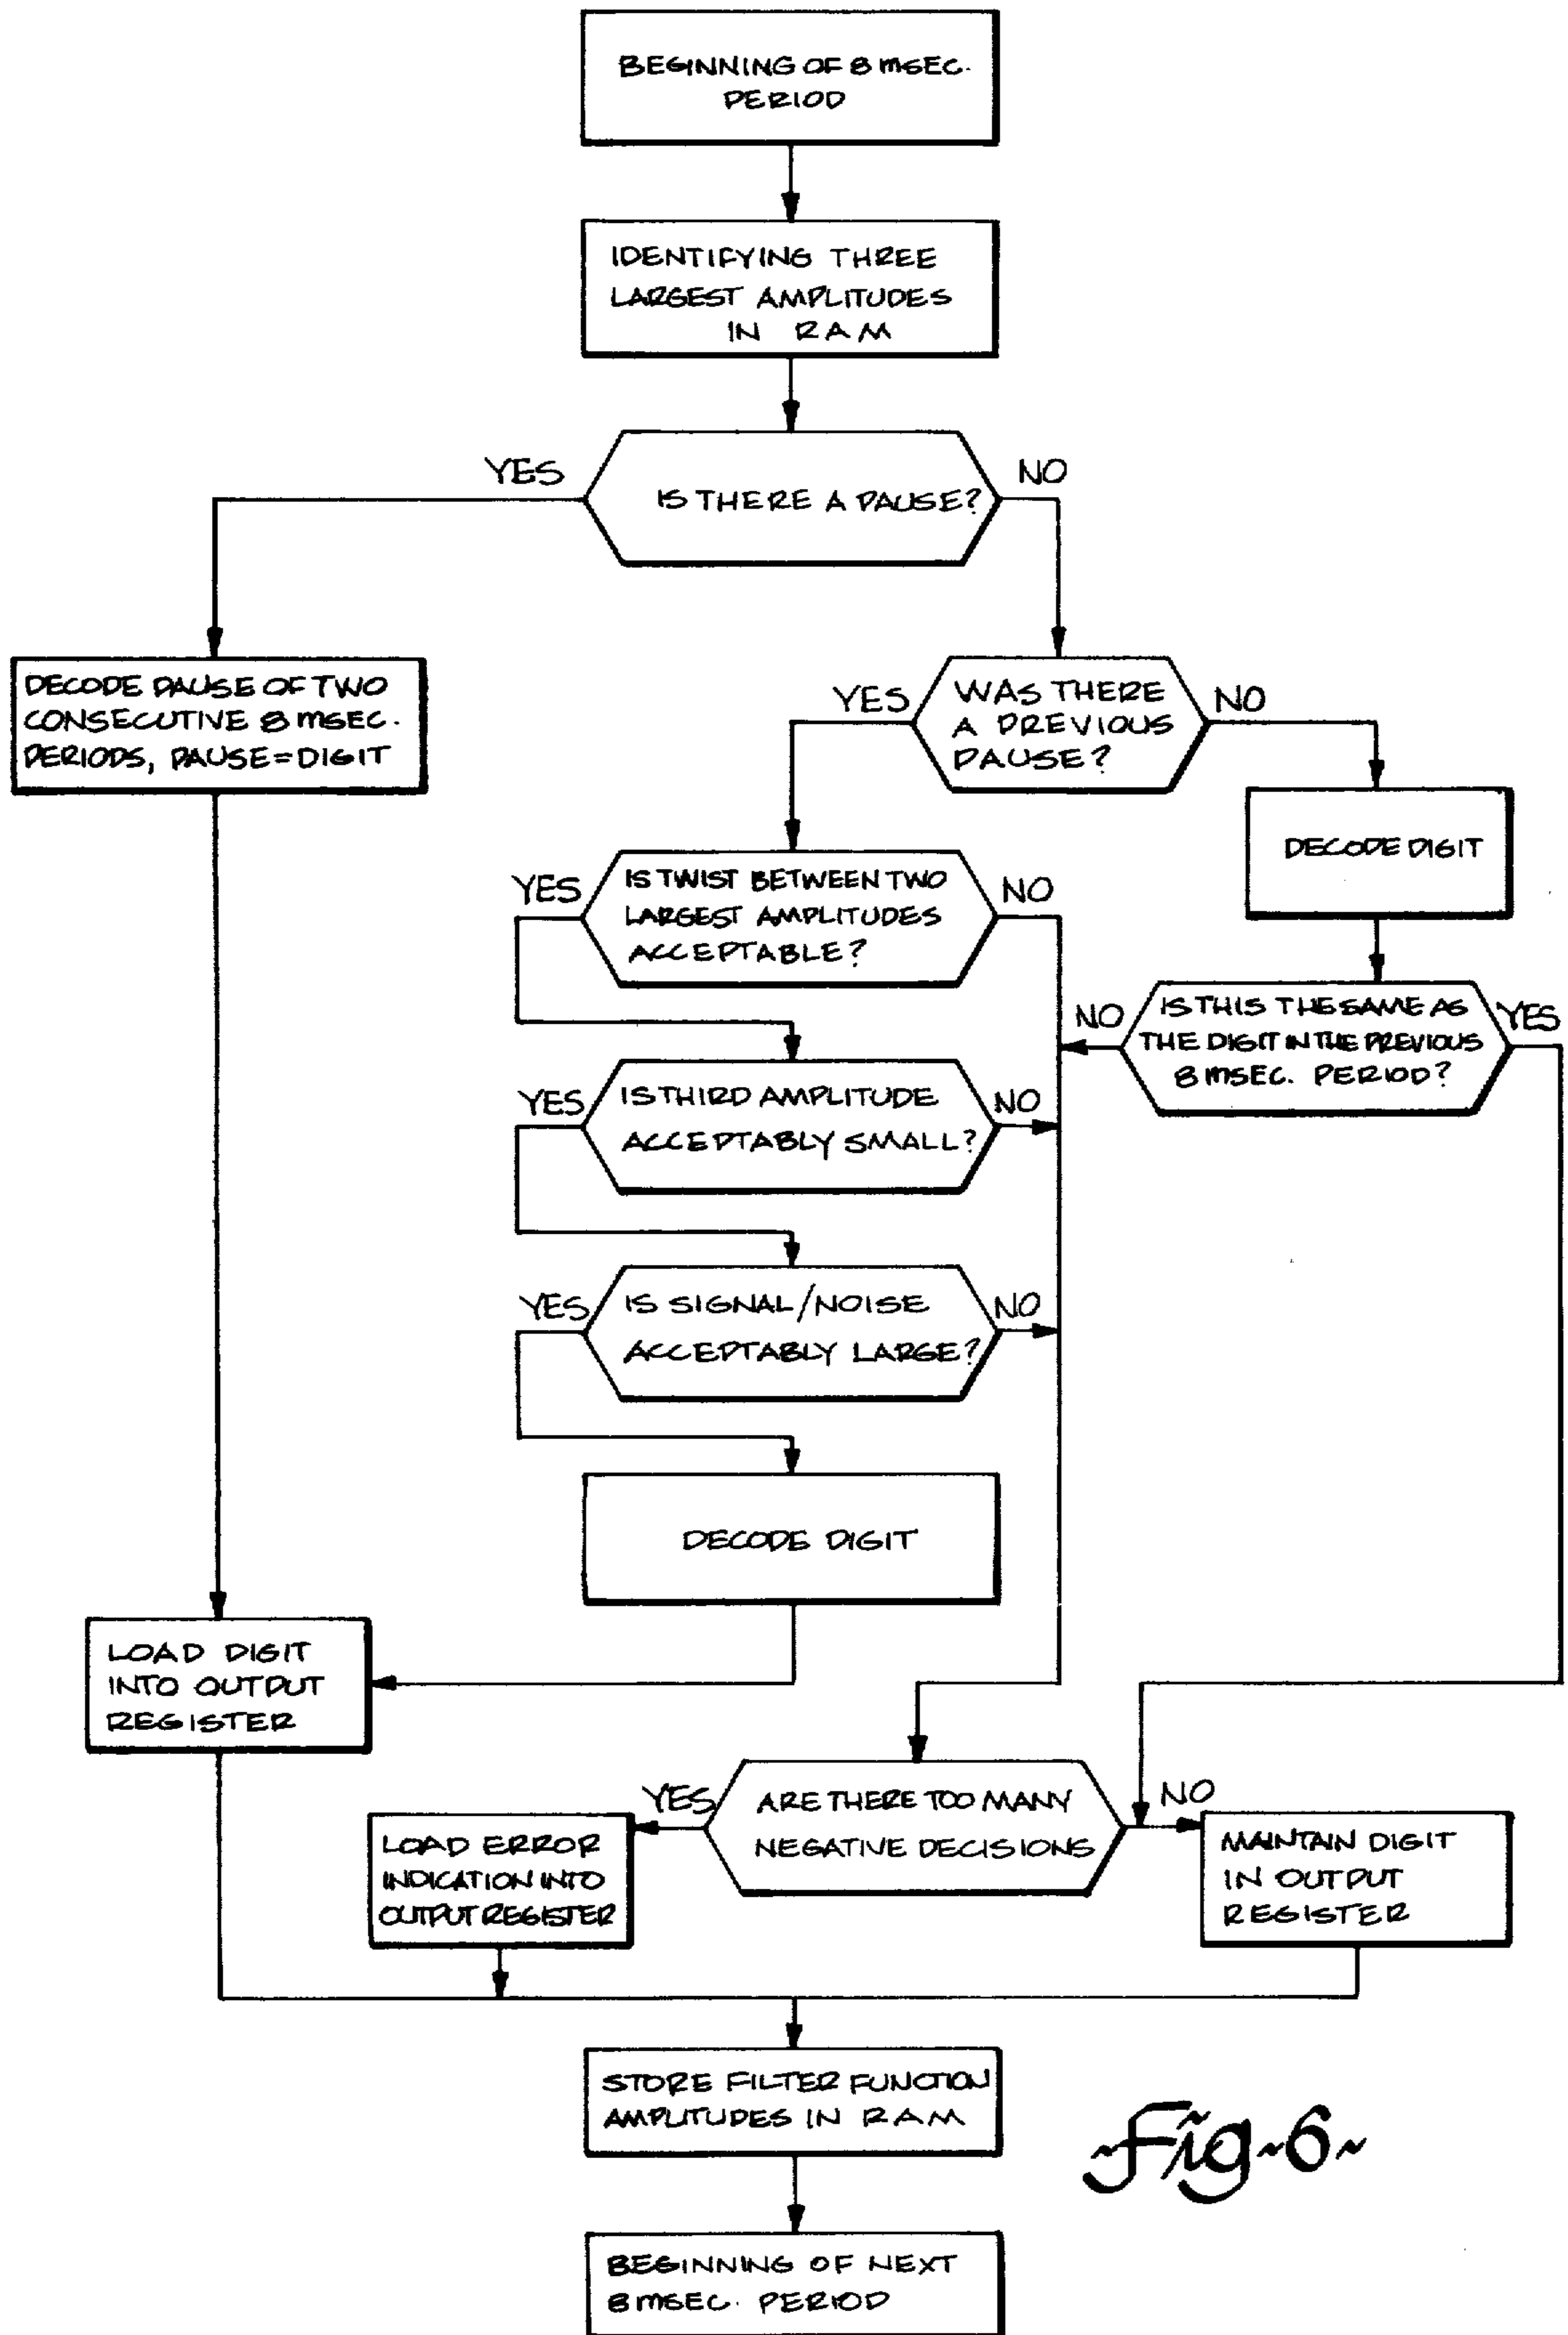 BEGINNING OF 8 MSEC.
PERIOD
IDENTIFYING THREE
LARGEST AMPLITUDES
IN RAM
YES
NO
IS THERE A PAUSE?
DECODE PAUSE OF TWO
CONSECUTIVE 8 MSEC.
PERIODS, PAUSE=DIGIT
YES
WAS THERE
A PREVIOUS
PAUSE?
NO
DECODE DIGIT
YES
IS TWIST BETWEEN TWO
LARGEST AMPLITUDES
ACCEPTABLE?
NO
NO
IS THIS THE SAME AS
THE DIGIT IN THE PREVIOUS
8 MSEC. PERIOD?
YES
YES
IS THIRD AMPLITUDE
ACCEPTABLY SMALL?
NO
YES
IS SIGNAL/NOISE
ACCEPTABLY LARGE?
NO
DECODE DIGIT
LOAD DIGIT
INTO OUTPUT
REGISTER
YES
ARE THERE TOO MANY
NEGATIVE DECISIONS
NO
LOAD ERROR
INDICATION INTO
OUTPUT REGISTER
MAINTAIN DIGIT
IN OUTPUT
REGISTER
STORE FILTER FUNCTION
AMPLITUDES IN RAM
~Fig~6~
BEGINNING OF NEXT
8 MSEC. PERIOD